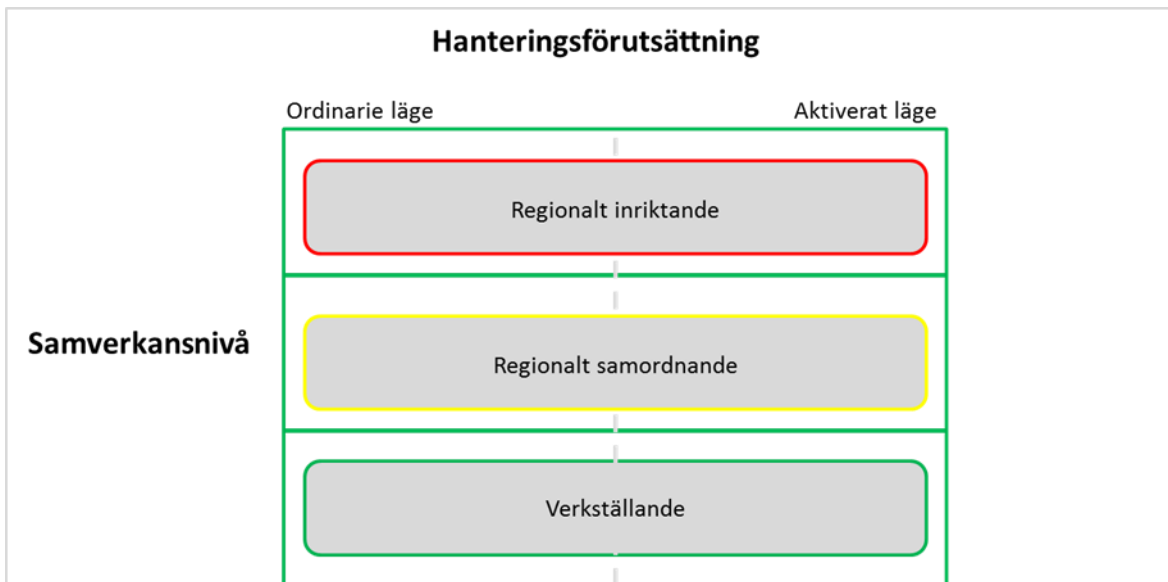 Hanteringsförutsättning
Ordinarie läge
Aktiverat läge
Regionalt inriktande
Samverkansnivå
Regionalt samordnande
Verkställande